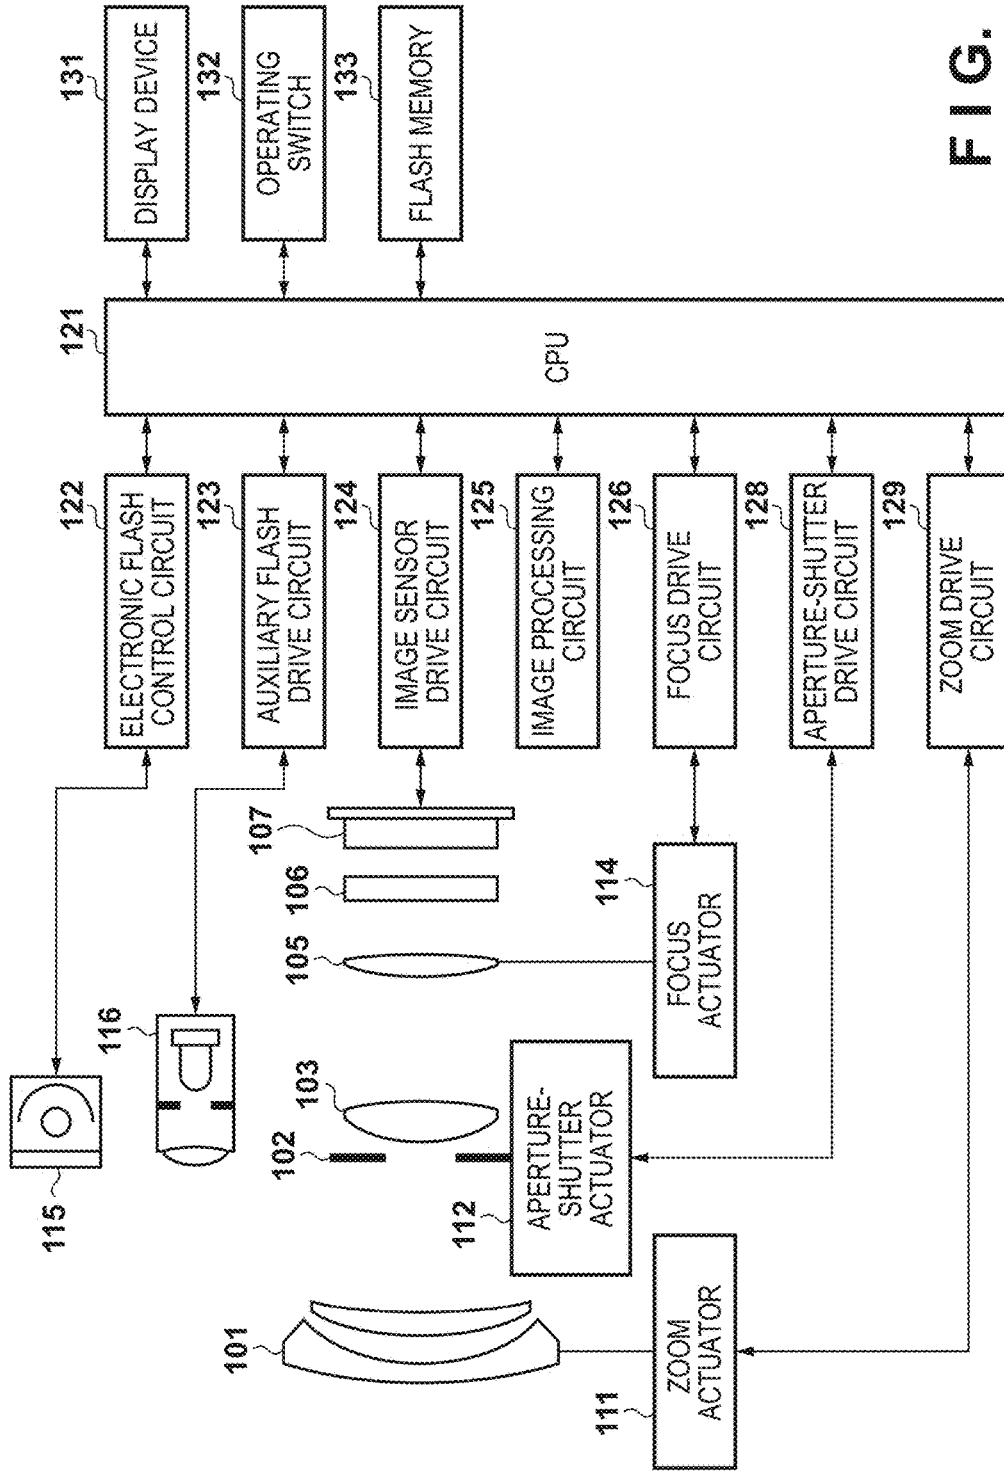 131
DISPLAY DEVICE
132
OPERATING
SWITCH
133
FLASH MEMORY
121
CPU
122
ELECTRONIC FLASH
CONTROL CIRCUIT
123
AUXILIARY FLASH
DRIVE CIRCUIT
124
IMAGE SENSOR
DRIVE CIRCUIT
125
IMAGE PROCESSING
CIRCUIT
126
FOCUS DRIVE
CIRCUIT
128
APERTURE-SHUTTER
DRIVE CIRCUIT
129
ZOOM DRIVE
CIRCUIT
107
106
105
114
FOCUS
ACTUATOR
116
115
103
102
112
APERTURE-
SHUTTER
ACTUATOR
101
111
ZOOM
ACTUATOR
FIG.